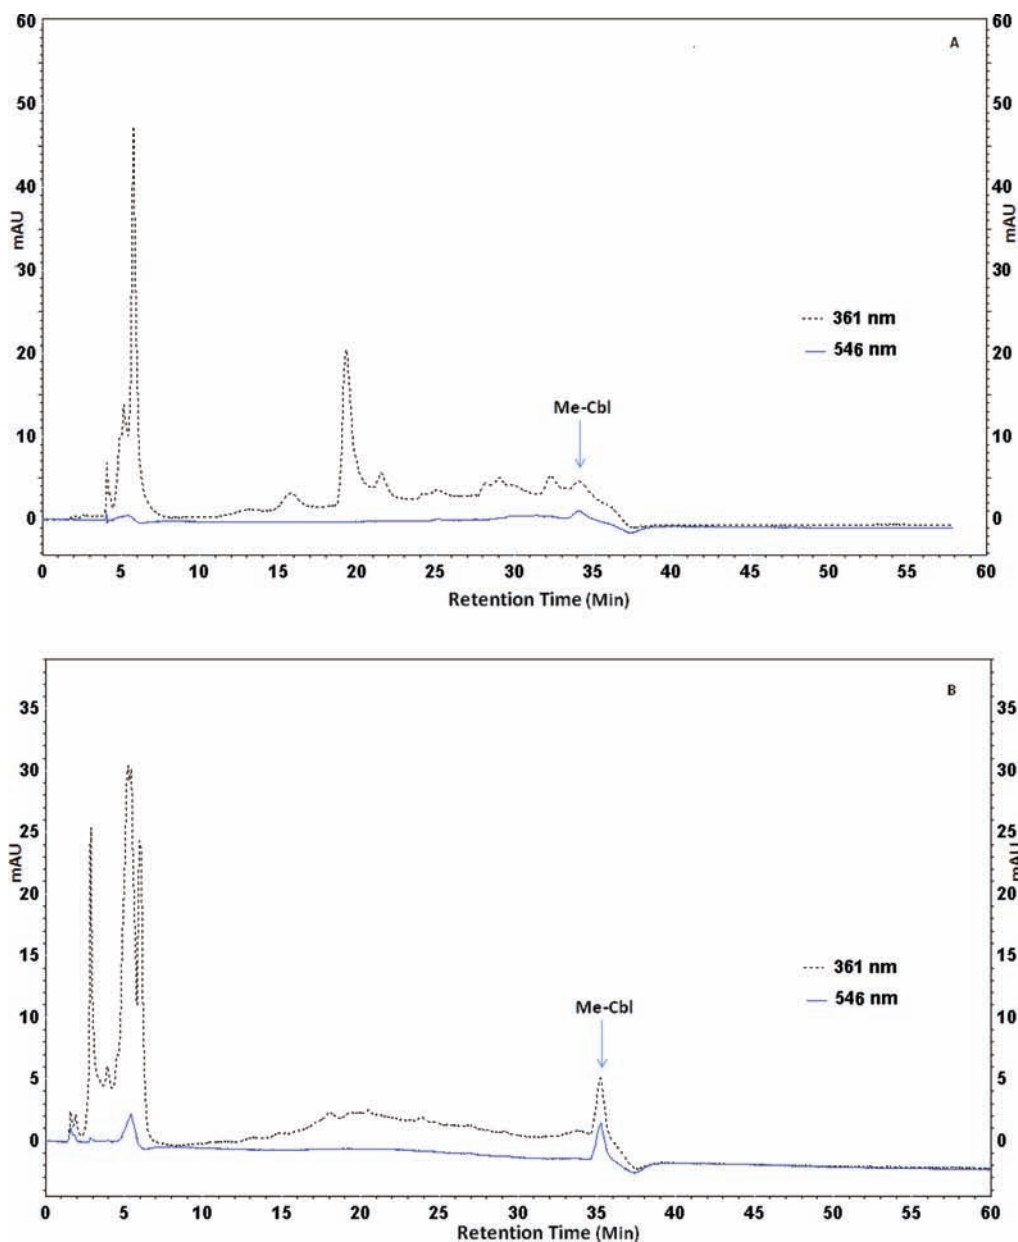 60 60
A
50 50
40 40
mAU mAU
30 30
361 nm
546 nm
20 20
Me-Cbl
10 10
0 0
0 5 10 15 20 25 30 35 40 45 50 55 60
Retention Time (Min)
B
35 35
30 30
25 25
mAU mAU
20 20
15 15
361 nm
546 nm
Me-Cbl
10 10
5 5
0 0
0 5 10 15 20 25 30 35 40 45 50 55 60
Retention Time (Min)